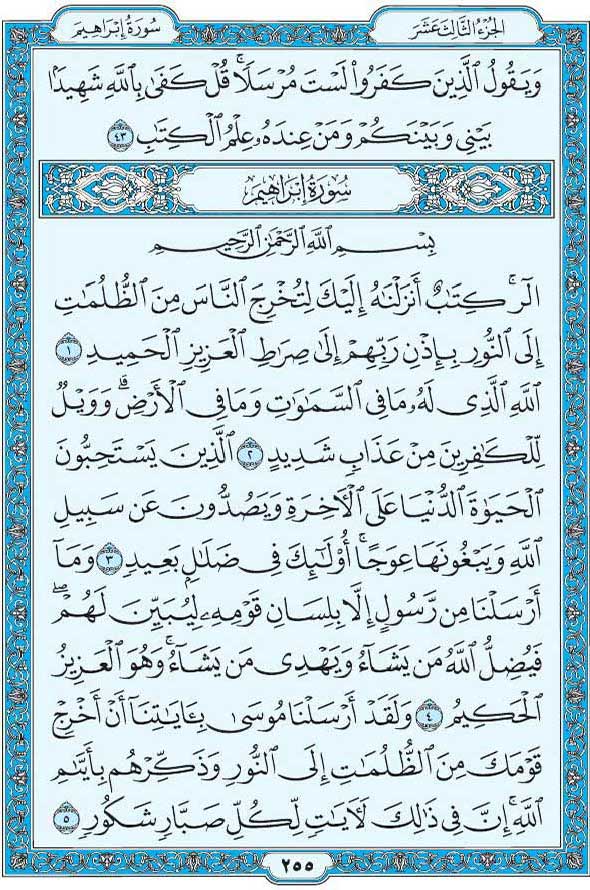 الجزء الثالث عشر
سورة إبراهيم
وَيَقُولُ ٱلَّذِينَ كَفَرُوا۟ لَسْتَ مُرْسَلًا ۚ قُلْ كَفَىٰ بِٱللَّهِ شَهِيدًۢا
بَيْنِى وَبَيْنَكُمْ وَمَنْ عِندَهُۥ عِلْمُ ٱلْكِتَـٰبِ ٤٣
سُورَةُ إِبْرَاهِيمَ
بِسْمِ ٱللَّهِ ٱلرَّحْمَـٰنِ ٱلرَّحِيمِ
الٓر ۚ كِتَـٰبٌ أَنزَلْنَـٰهُ إِلَيْكَ لِتُخْرِجَ ٱلنَّاسَ مِنَ ٱلظُّلُمَـٰتِ
إِلَى ٱلنُّورِ بِإِذْنِ رَبِّهِمْ إِلَىٰ صِرَٰطِ ٱلْعَزِيزِ ٱلْحَمِيدِ ١
ٱللَّهِ ٱلَّذِى لَهُۥ مَا فِى ٱلسَّمَـٰوَٰتِ وَمَا فِى ٱلْأَرْضِ ۗ وَوَيْلٌ
لِّلْكَـٰفِرِينَ مِنْ عَذَابٍ شَدِيدٍ ٢ ٱلَّذِينَ يَسْتَحِبُّونَ
ٱلْحَيَوٰةَ ٱلدُّنْيَا عَلَى ٱلْـَٔاخِرَةِ وَيَصُدُّونَ عَن سَبِيلِ
ٱللَّهِ وَيَبْغُونَهَا عِوَجًا ۚ أُو۟لَـٰٓئِكَ فِى ضَلَـٰلٍۭ بَعِيدٍ ٣ وَمَآ
أَرْسَلْنَا مِن رَّسُولٍ إِلَّا بِلِسَانِ قَوْمِهِۦ لِيُبَيِّنَ لَهُمْ ۖ
فَيُضِلُّ ٱللَّهُ مَن يَشَآءُ وَيَهْدِى مَن يَشَآءُ ۚ وَهُوَ ٱلْعَزِيزُ
ٱلْحَكِيمُ ٤ وَلَقَدْ أَرْسَلْنَا مُوسَىٰ بِـَٔايَـٰتِنَآ أَنْ أَخْرِجْ
قَوْمَكَ مِنَ ٱلظُّلُمَـٰتِ إِلَى ٱلنُّورِ وَذَكِّرْهُم بِأَيَّىٰمِ
ٱللَّهِ ۚ إِنَّ فِى ذَٰلِكَ لَـَٔايَـٰتٍ لِّكُلِّ صَبَّارٍ شَكُورٍ ٥
٢٥٥